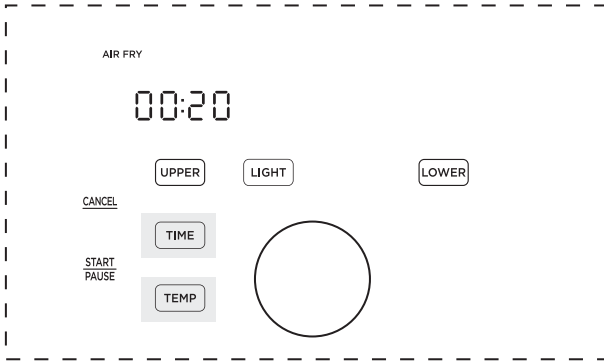 AIR FRY
00:20
UPPER LIGHT LOWER
CANCEL
TIME
START
PAUSE
TEMP